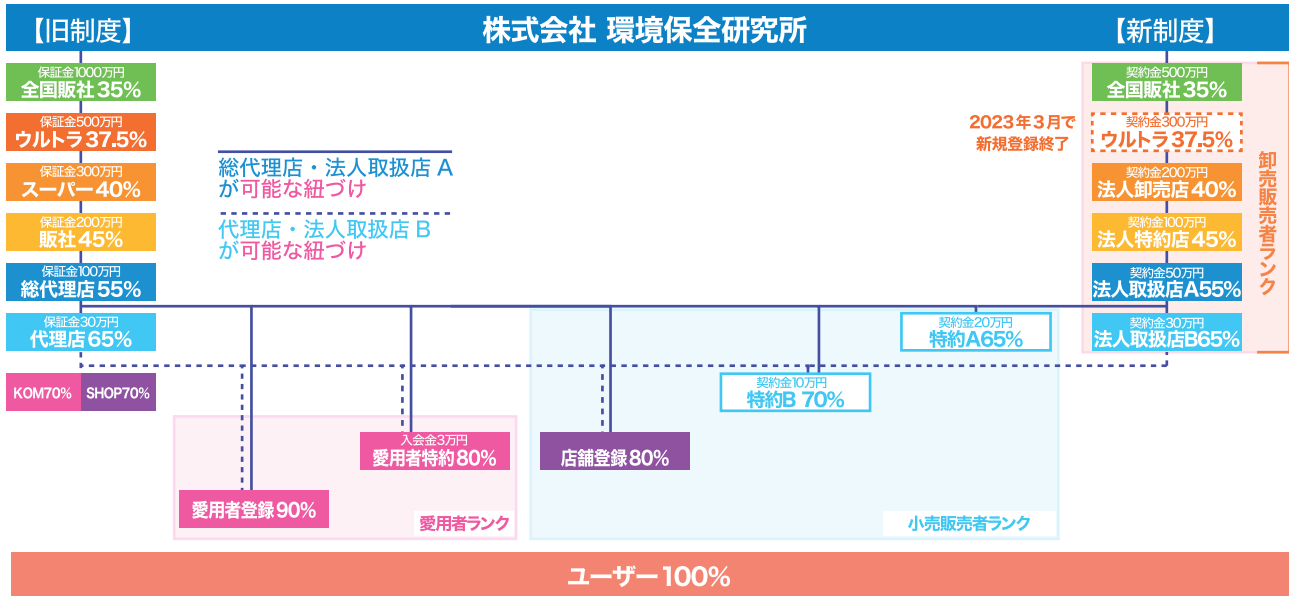 【旧制度】
株式会社 環境保全研究所
【新制度】
保証金1000万円
全国販社 35%
保証金500万円
ウルトラ 37.5%
保証金300万円
スーパー 40%
保証金200万円
販社 45%
保証金100万円
総代理店 55%
保証金30万円
代理店 65%
KOM70%
SHOP70%
総代理店・法人取扱店 A
が可能な紐づけ
代理店・法人取扱店 B
が可能な紐づけ
2023年3月で
新規登録終了
契約金500万円
全国販社 35%
契約金300万円
ウルトラ 37.5%
契約金200万円
法人卸売店 40%
契約金100万円
法人特約店 45%
契約金50万円
法人取扱店A55%
契約金30万円
法人取扱店B65%
卸売販売者ランク
契約金20万円
特約A65%
契約金10万円
特約B 70%
入会金3万円
愛用者特約 80%
店舗登録 80%
愛用者登録 90%
愛用者ランク
小売販売者ランク
ユーザー 100%